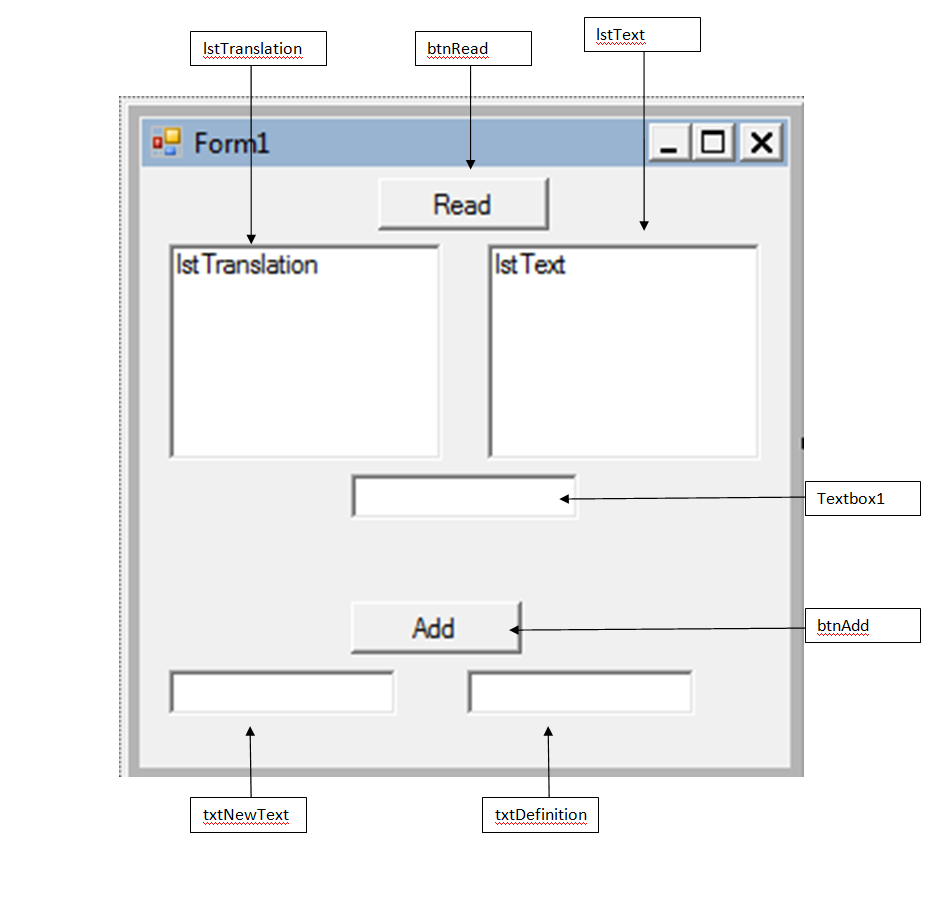 lstTranslation
btnRead
lstText
Form1
Read
lstTranslation
lstText
Textbox1
Add
btnAdd
txtNewText
txtDefinition